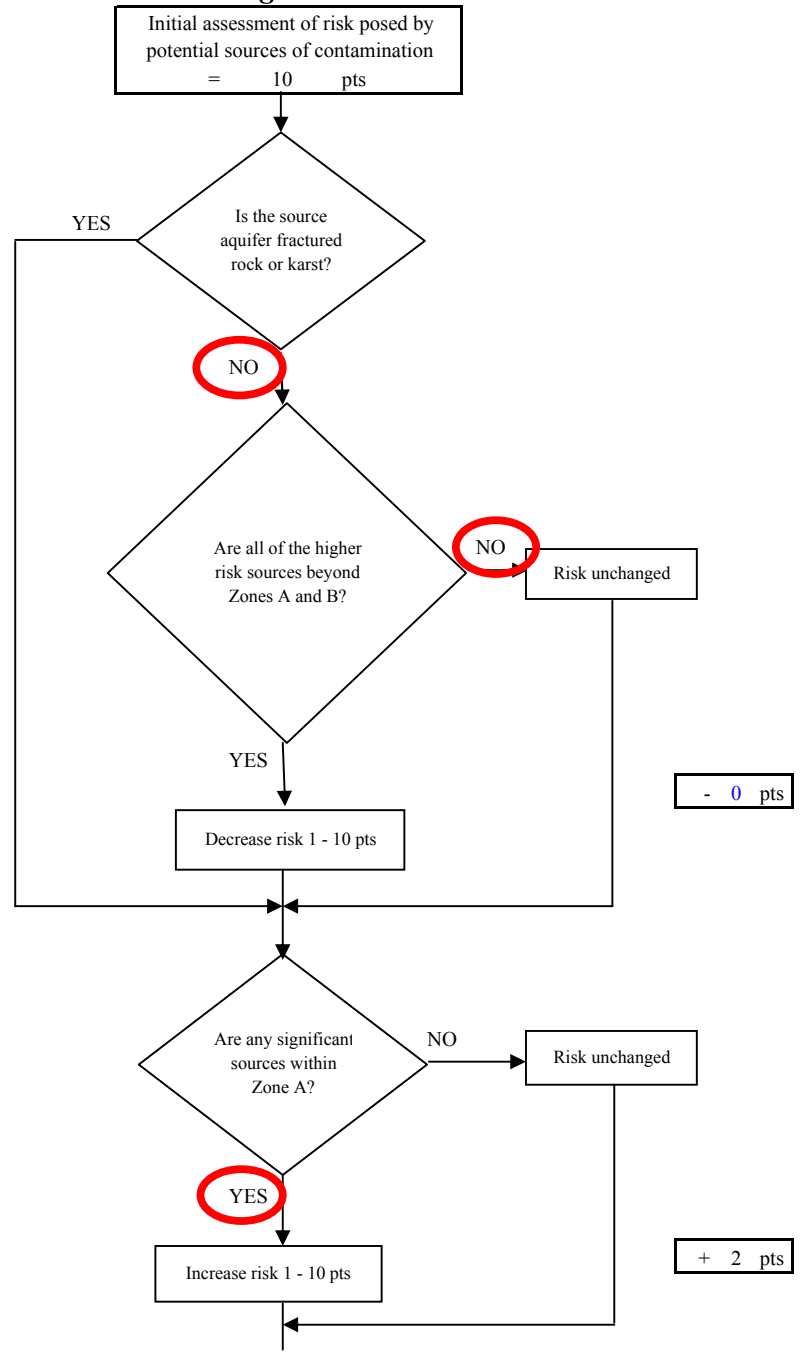 Initial assessment of risk posed by
potential sources of contamination
= 10 pts
YES
Is the source
aquifer fractured
rock or karst?
NO
Are all of the higher
risk sources beyond
Zones A and B?
NO
Risk unchanged
YES
- 0 pts
Decrease risk 1 - 10 pts
Are any significant
sources within
Zone A?
NO
Risk unchanged
YES
+ 2 pts
Increase risk 1 - 10 pts